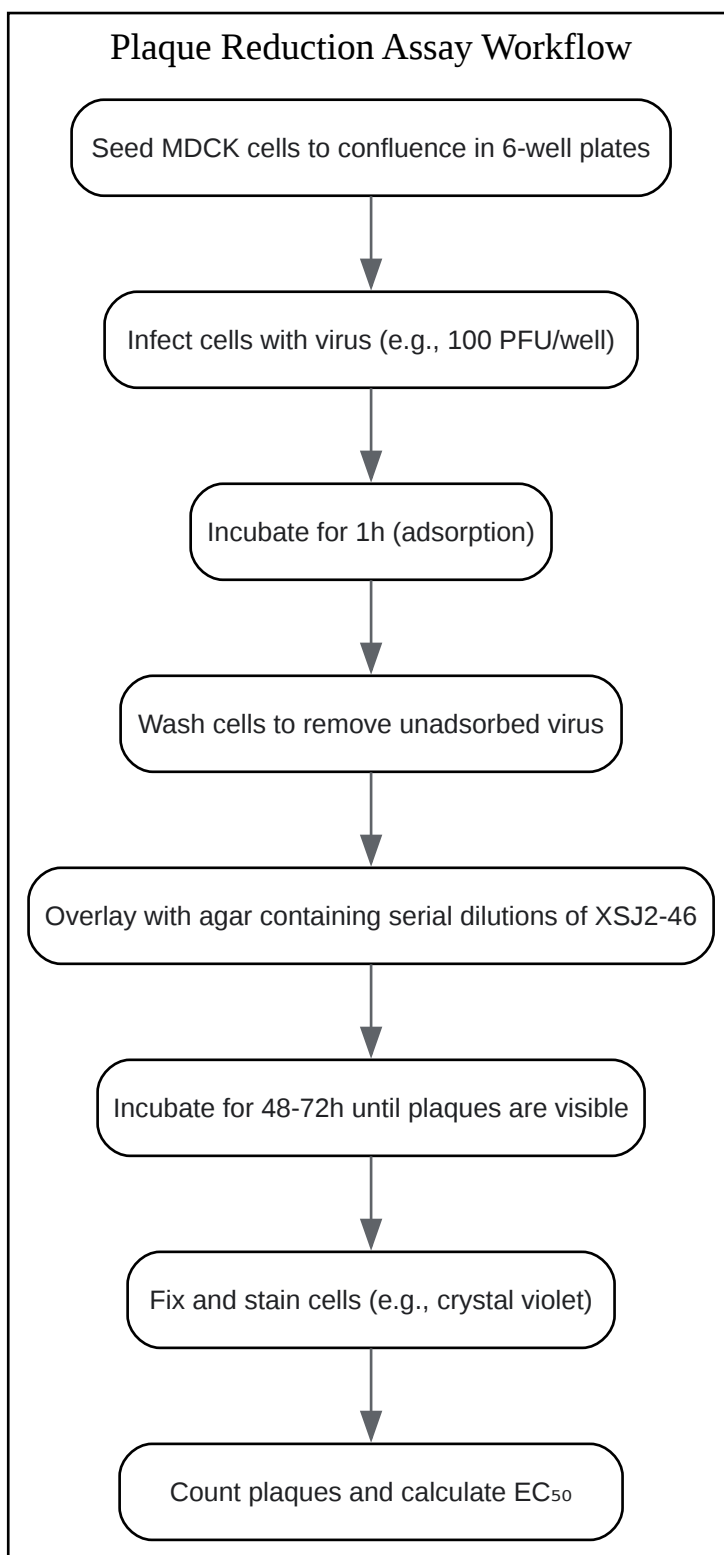 Plaque Reduction Assay Workflow
Seed MDCK cells to confluence in 6-well plates
Infect cells with virus (e.g., 100 PFU/well)
Incubate for 1h (adsorption)
Wash cells to remove unadsorbed virus
Overlay with agar containing serial dilutions of XSJ2-46
Incubate for 48-72h until plaques are visible
Fix and stain cells (e.g., crystal violet)
Count plaques and calculate EC₅₀